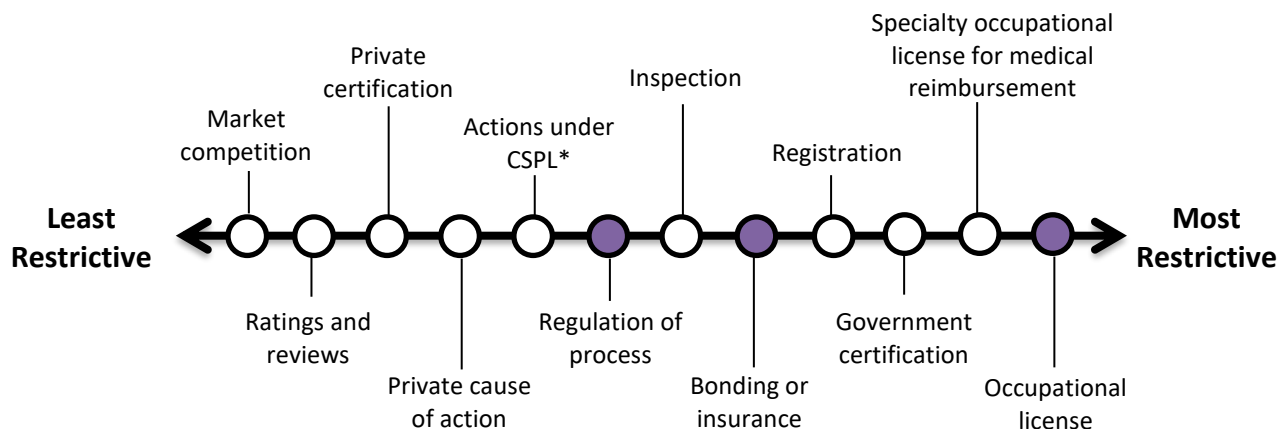 Specialty occupational
license for medical
reimbursement
Private
certification
Inspection
Market
competition
Actions under
CSPL*
Registration
Least
Restrictive
Most
Restrictive
Ratings and
reviews
Regulation of
process
Government
certification
Private cause
of action
Bonding or
insurance
Occupational
license